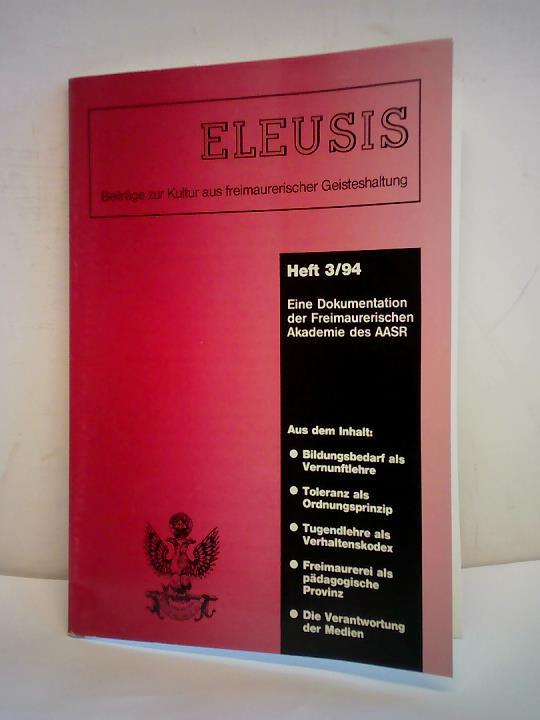 ELEUSIS
Beiträge zur Kultur aus freimaurerischer Geisteshaltung
Heft 3/94
Eine Dokumentation
der Freimaurerischen
Akademie des AASR
Aus dem Inhalt:
● Bildungsbedarf als
Vernunftlehre
● Toleranz als
Ordnungsprinzip
● Tugendlehre als
Verhaltenskodex
● Freimaurerei als
pädagogische
Provinz
● Die Verantwortung
der Medien